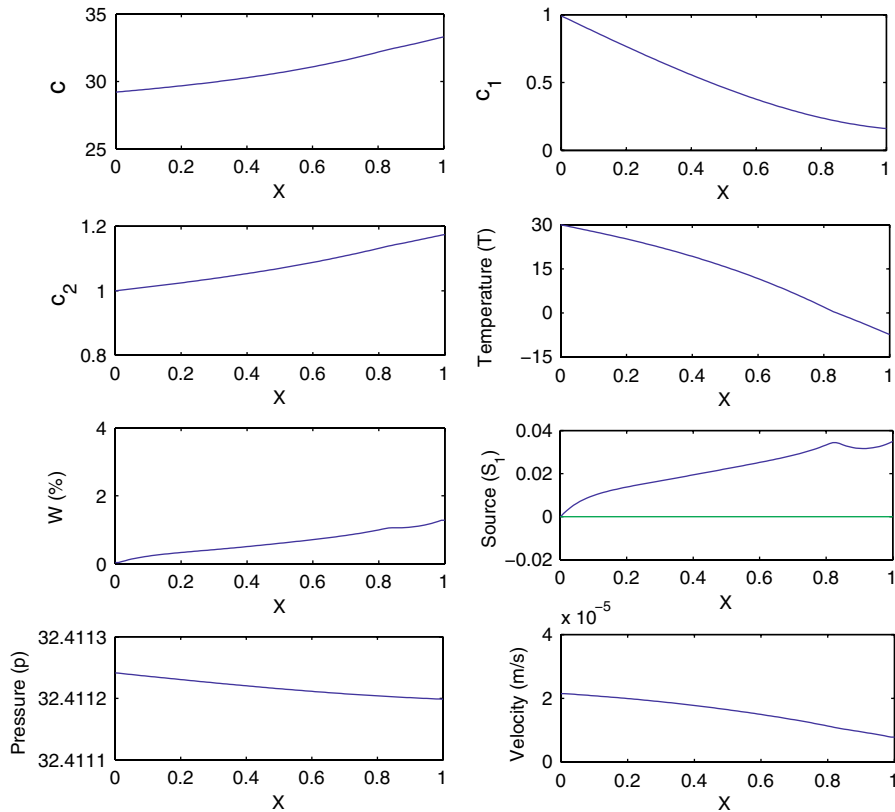 35
30
25
c
0 0.2 0.4 0.6 0.8 1
X
1
0.5
0
c1
0 0.2 0.4 0.6 0.8 1
X
1.2
1
0.8
c2
0 0.2 0.4 0.6 0.8 1
X
30
15
0
−15
Temperature (T)
0 0.2 0.4 0.6 0.8 1
X
4
2
0
W (%)
0 0.2 0.4 0.6 0.8 1
X
0.04
0.02
0
−0.02
Source (S1)
0 0.2 0.4 0.6 0.8 1
X
32.4113
32.4112
32.4111
Pressure (p)
0 0.2 0.4 0.6 0.8 1
X
x 10−5
4
2
0
Velocity (m/s)
0 0.2 0.4 0.6 0.8 1
X